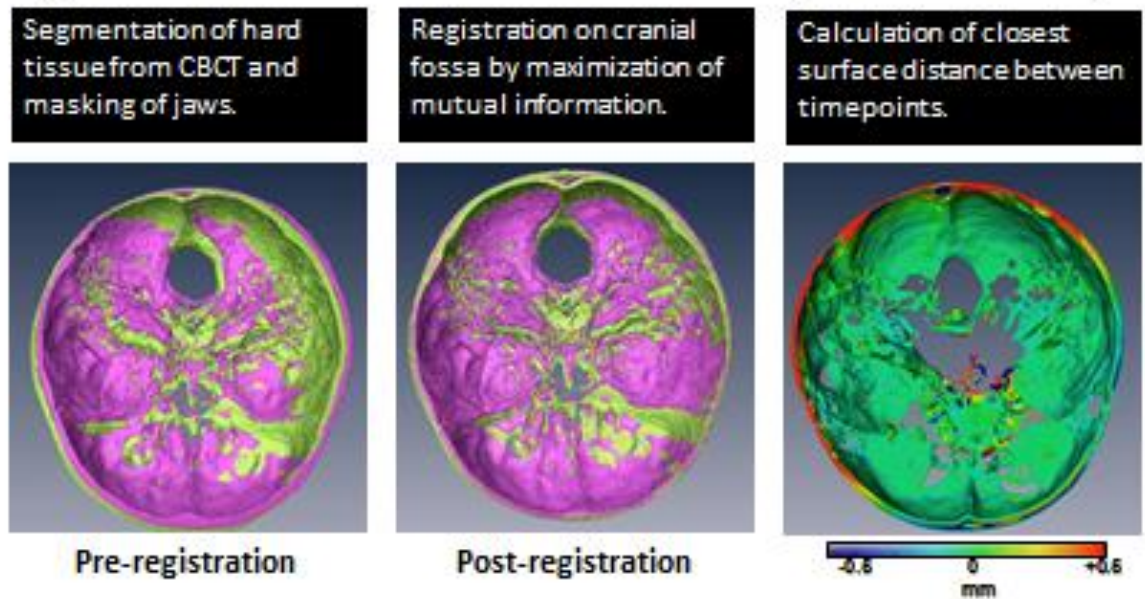 Segmentation of hard
tissue from CBCT and
masking of jaws.
Registration on cranial
fossa by maximization of
mutual information.
Calculation of closest
surface distance between
timepoints.
Pre-registration
Post-registration
-0.6
0
+0.6
mm